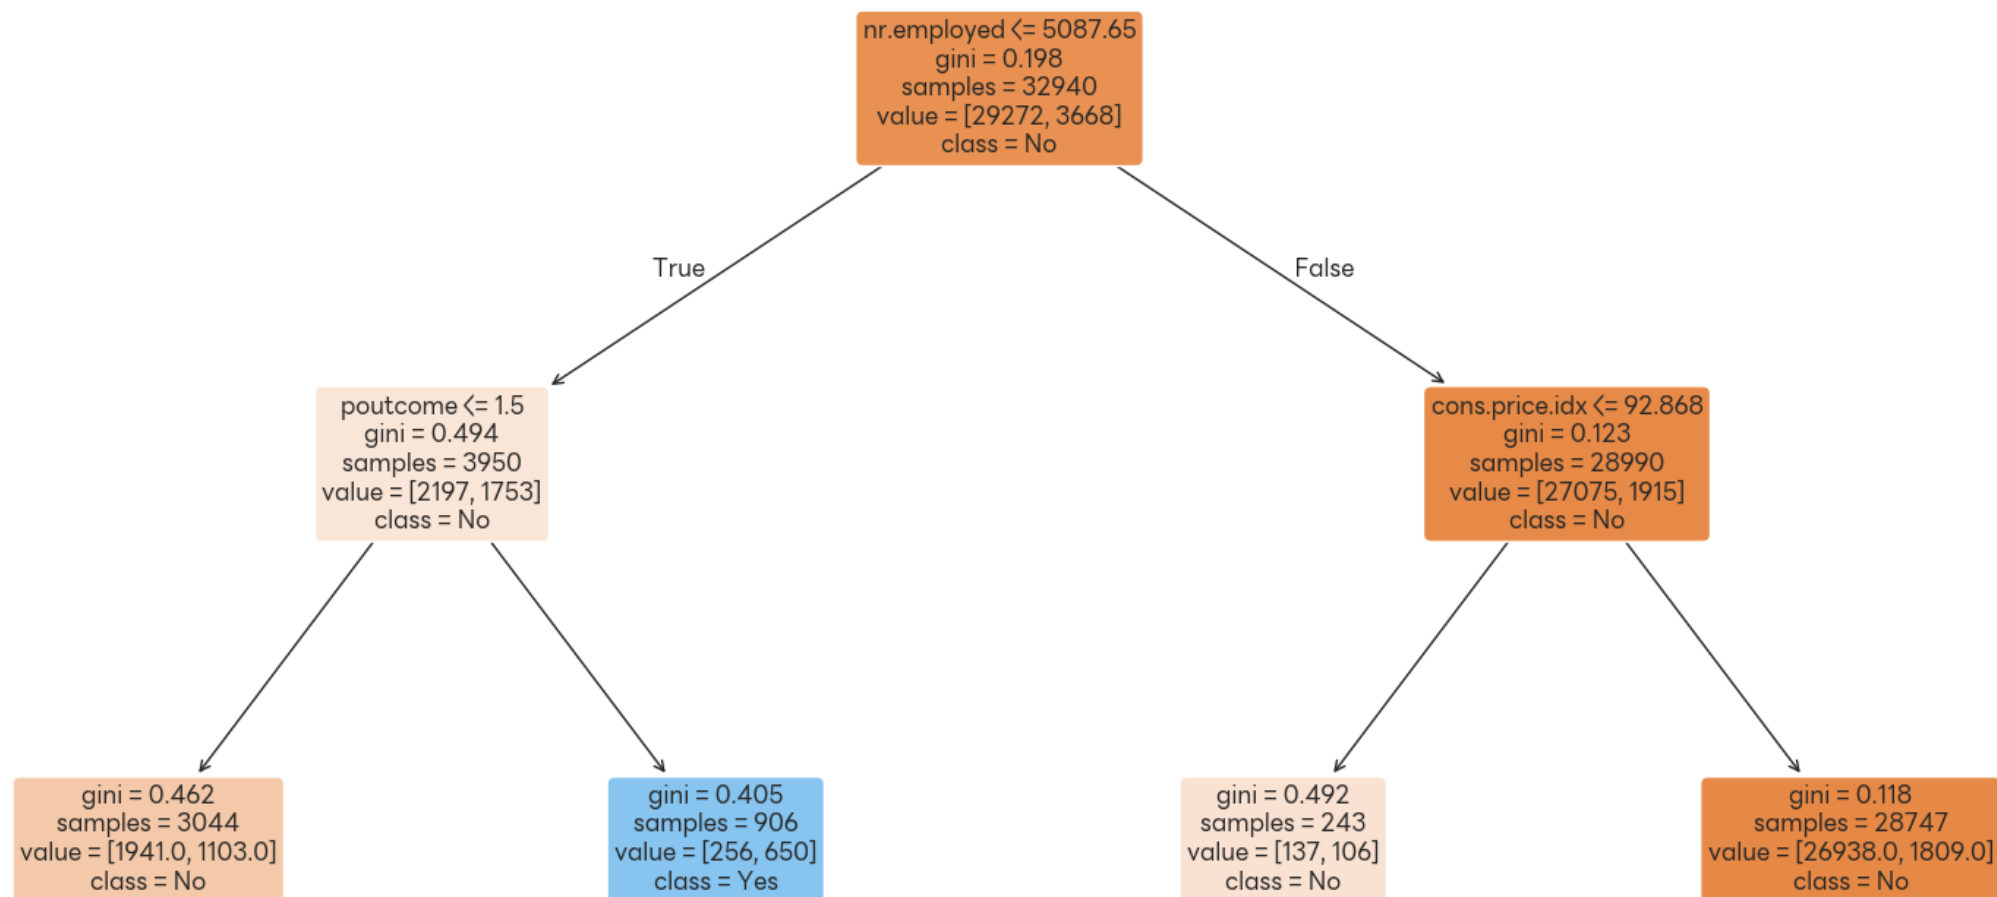 nr.employed <= 5087.65
gini = 0.198
samples = 32940
value = [29272, 3668]
class = No
True
False
poutcome <= 1.5
gini = 0.494
samples = 3950
value = [2197, 1753]
class = No
cons.price.idx <= 92.868
gini = 0.123
samples = 28990
value = [27075, 1915]
class = No
gini = 0.462
samples = 3044
value = [1941.0, 1103.0]
class = No
gini = 0.405
samples = 906
value = [256, 650]
class = Yes
gini = 0.492
samples = 243
value = [137, 106]
class = No
gini = 0.118
samples = 28747
value = [26938.0, 1809.0]
class = No